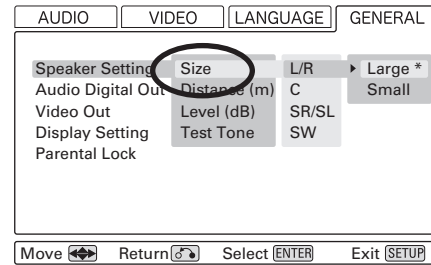 AUDIO VIDEO LANGUAGE GENERAL
Speaker Setting Size L/R Large *
Audio Digital Out Distance (m) C Small
Video Out Level (dB) SR/SL
Display Setting Test Tone SW
Parental Lock
Move Return Select ENTER Exit SETUP